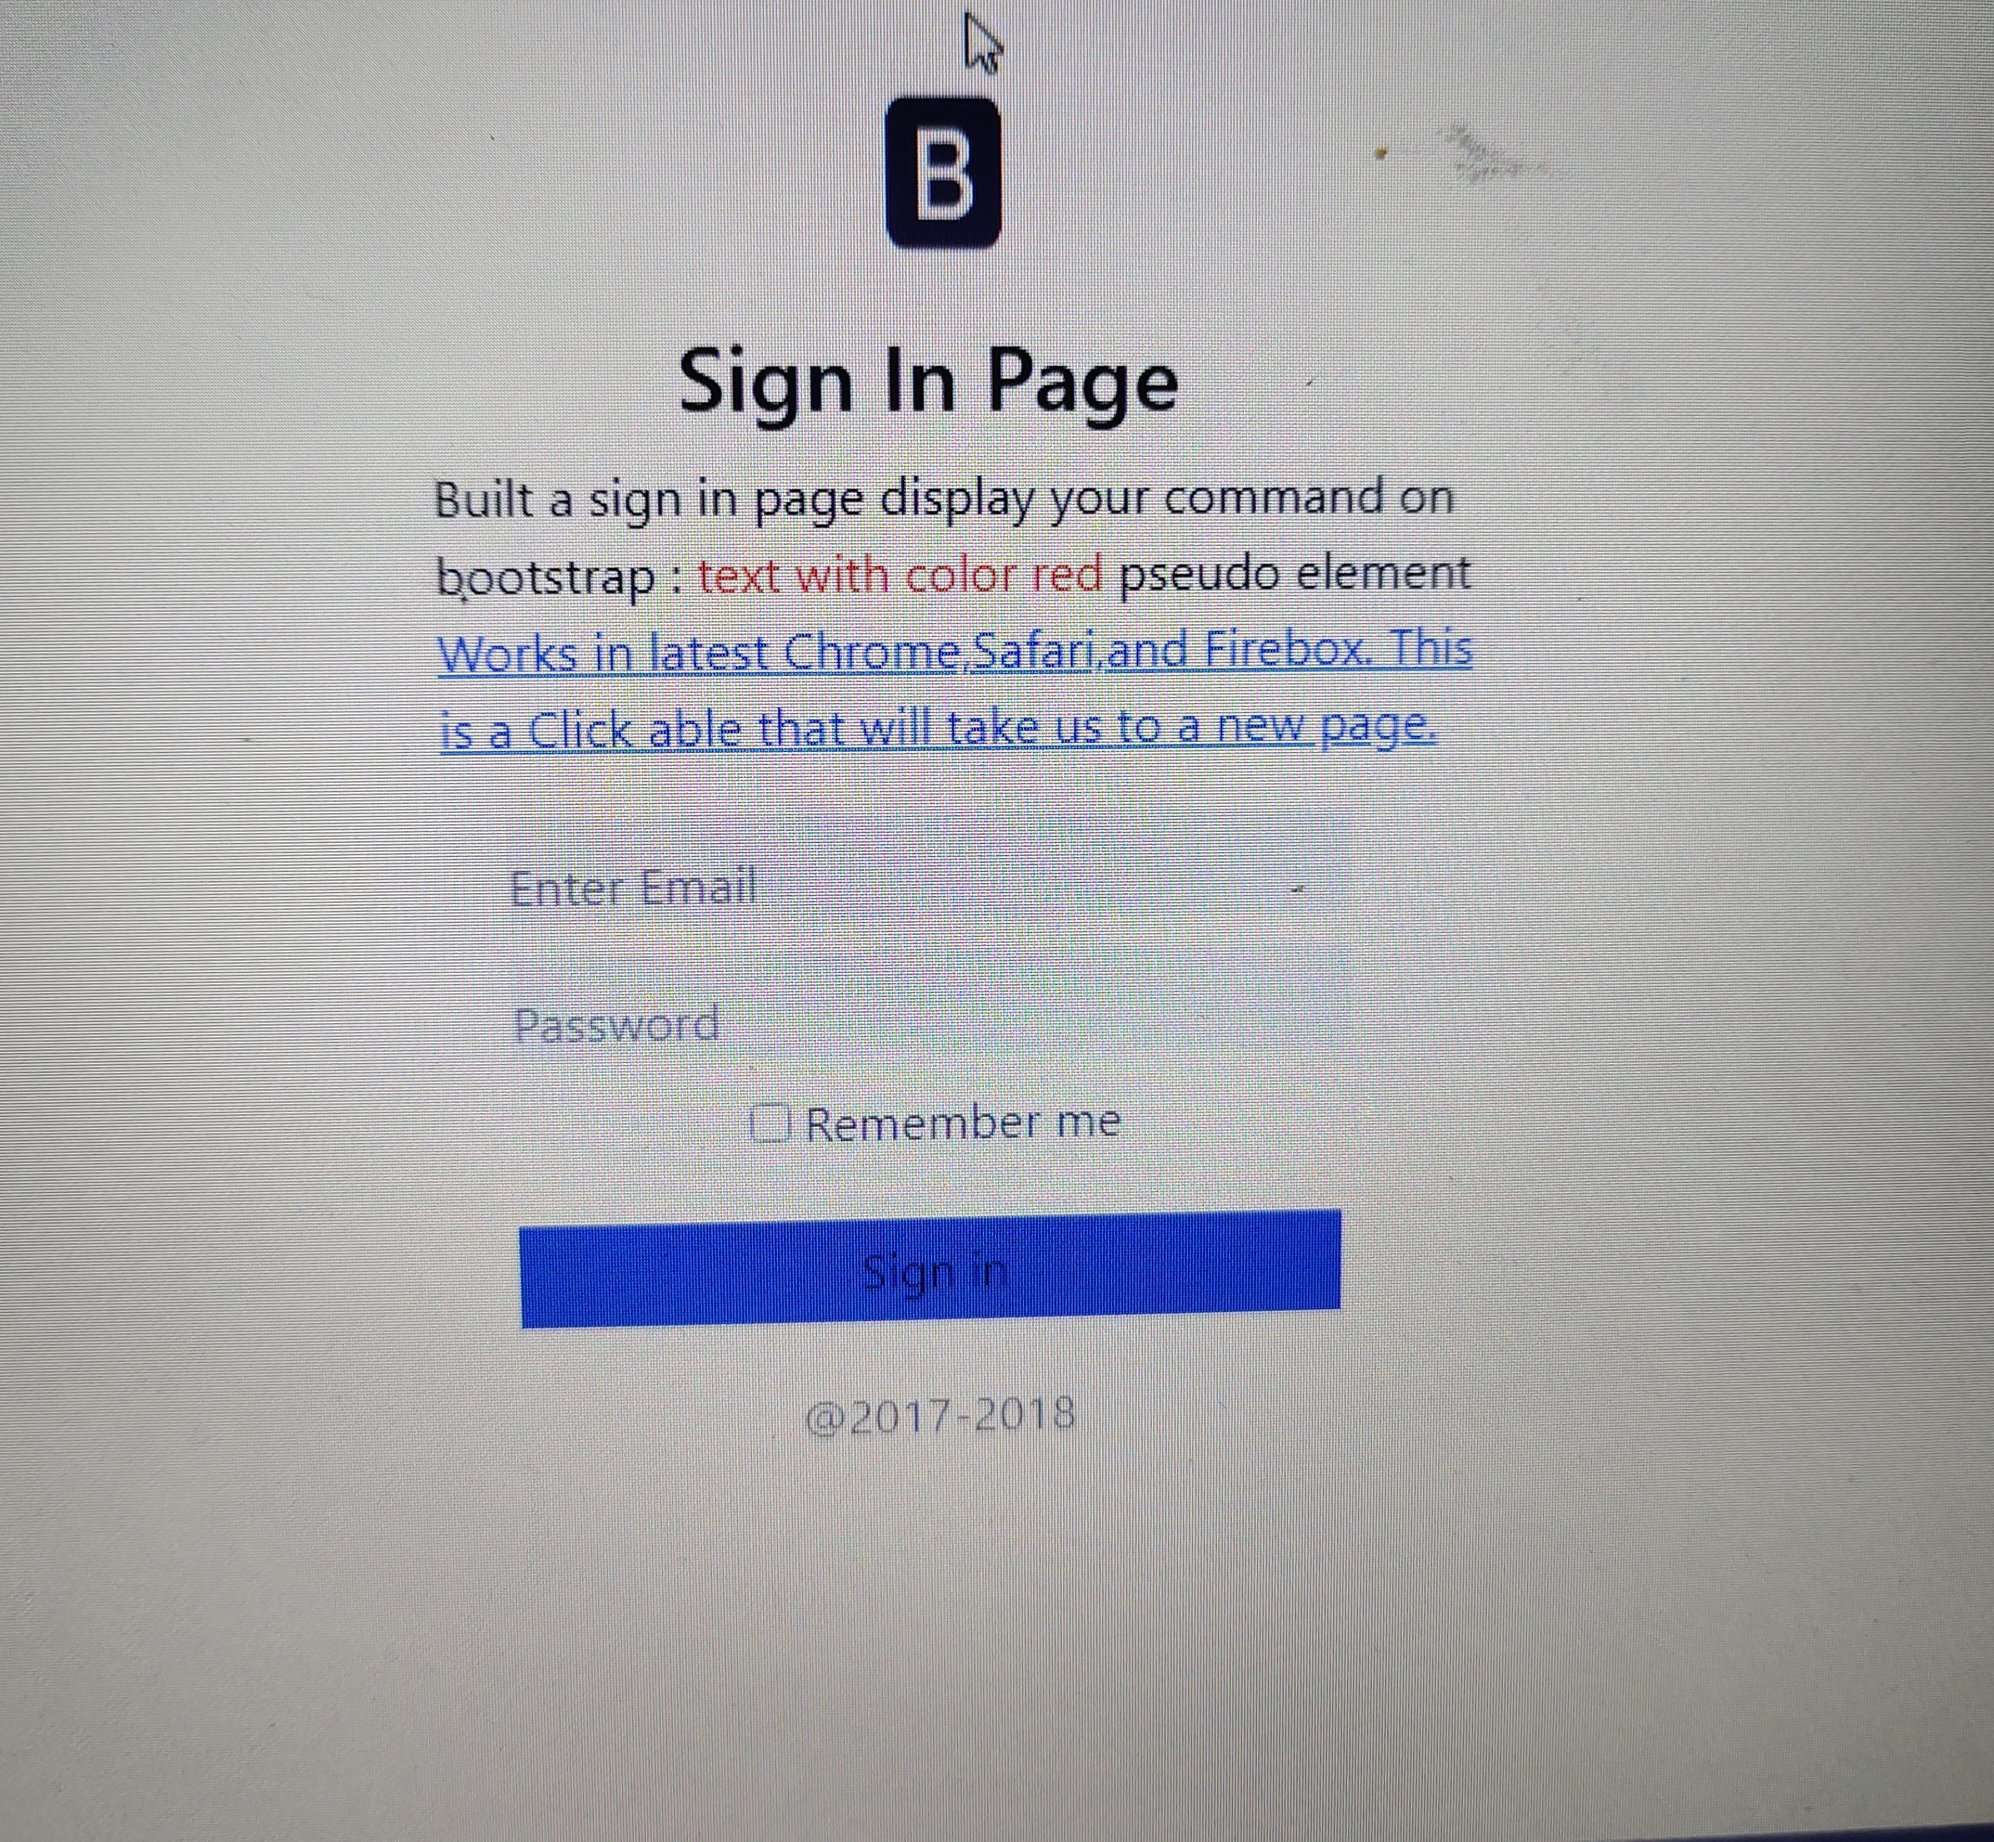 B
Sign In Page
Built a sign in page display your command on
bootstrap : text with color red pseudo element
Works in latest Chrome,Safari,and Firebox. This
is a Click able that will take us to a new page.
Enter Email
Password
Remember me
Sign in
@2017-2018